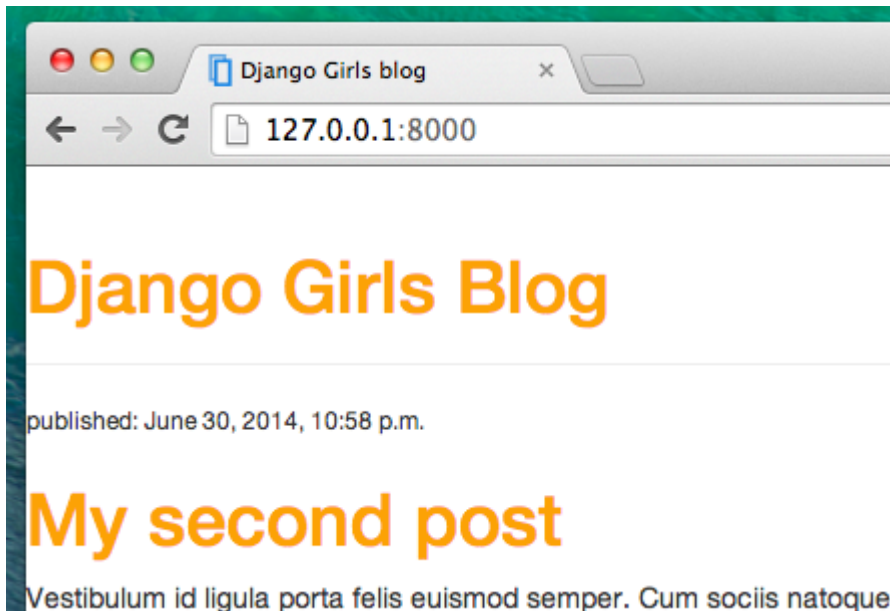 Django Girls blog
127.0.0.1:8000
Django Girls Blog
published: June 30, 2014, 10:58 p.m.
My second post
Vestibulum id ligula porta felis euismod semper. Cum sociis natoque